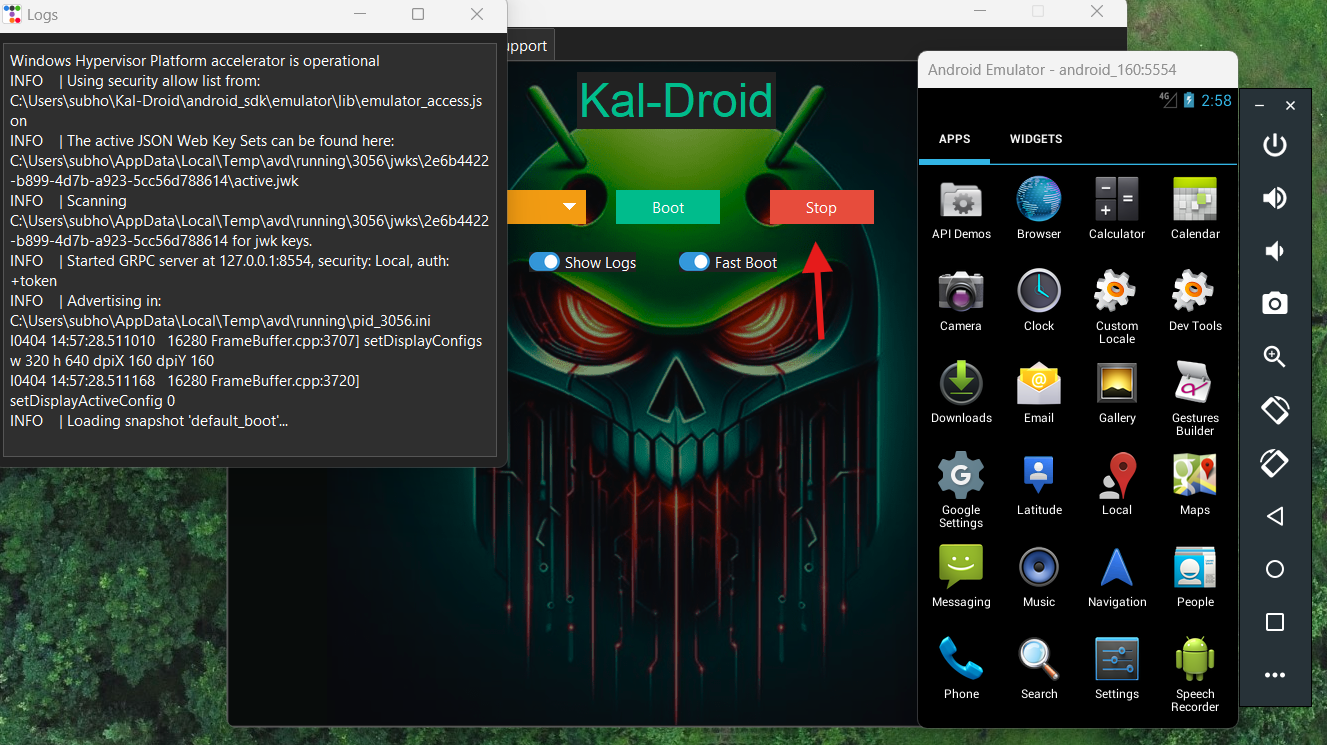 Logs
Windows Hypervisor Platform accelerator is operational
INFO | Using security allow list from:
C:\Users\subho\Kal-Droid\android_sdk\emulator\lib\emulator_access.js
on
INFO | The active JSON Web Key Sets can be found here:
C:\Users\subho\AppData\Local\Temp\avd\running\3056\jwks\2e6b4422
-b899-4d7b-a923-5cc56d788614\active.jwk
INFO | Scanning
C:\Users\subho\AppData\Local\Temp\avd\running\3056\jwks\2e6b4422
-b899-4d7b-a923-5cc56d788614 for jwk keys.
INFO | Started GRPC server at 127.0.0.1:8554, security: Local, auth:
+token
INFO | Advertising in:
C:\Users\subho\AppData\Local\Temp\avd\running\pid_3056.ini
I0404 14:57:28.511010 16280 FrameBuffer.cpp:3707] setDisplayConfigs
w 320 h 640 dpiX 160 dpiY 160
I0404 14:57:28.511168 16280 FrameBuffer.cpp:3720]
setDisplayActiveConfig 0
INFO | Loading snapshot 'default_boot'...
upport
Kal-Droid
Boot Stop
Show Logs Fast Boot
Android Emulator - android_160:5554
4G 2:58
APPS WIDGETS
API Demos Browser Calculator Calendar
Camera Clock Custom Locale Dev Tools
Downloads Email Gallery Gestures Builder
G
Google Settings Latitude Local Maps
Messaging Music Navigation People
Phone Search Settings Speech Recorder